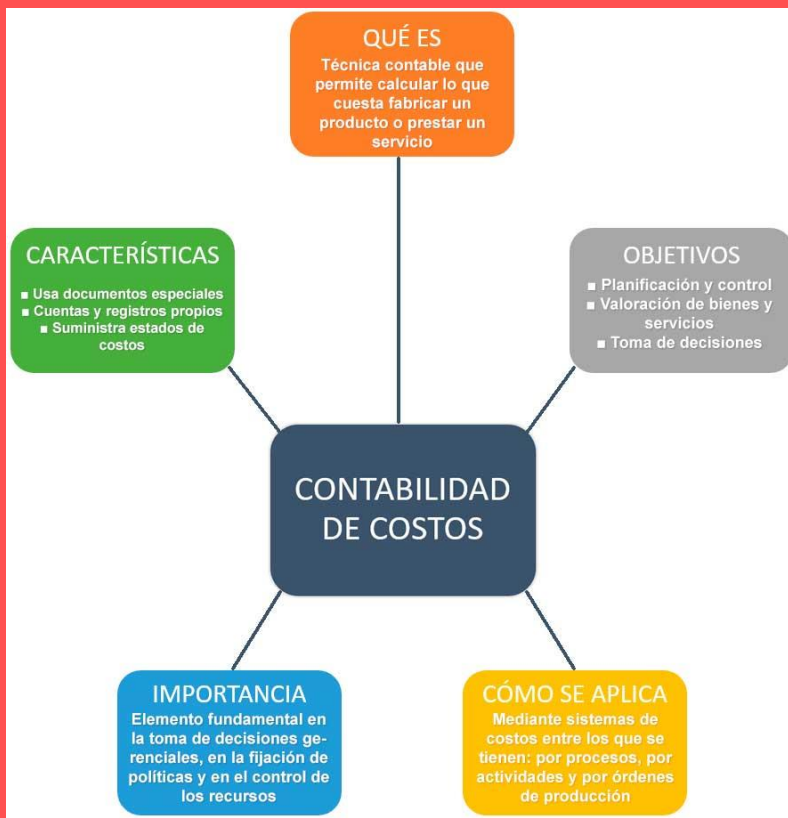 QUÉ ES
Técnica contable que
permite calcular lo que
cuesta fabricar un
producto o prestar un
servicio
CARACTERÍSTICAS
■ Usa documentos especiales
■ Cuentas y registros propios
■ Suministra estados de
costos
OBJETIVOS
■ Planificación y control
■ Valoración de bienes y
servicios
■ Toma de decisiones
CONTABILIDAD
DE COSTOS
IMPORTANCIA
Elemento fundamental en
la toma de decisiones ge-
renciales, en la fijación de
políticas y en el control de
los recursos
CÓMO SE APLICA
Mediante sistemas de
costos entre los que se
tienen: por procesos, por
actividades y por órdenes
de producción